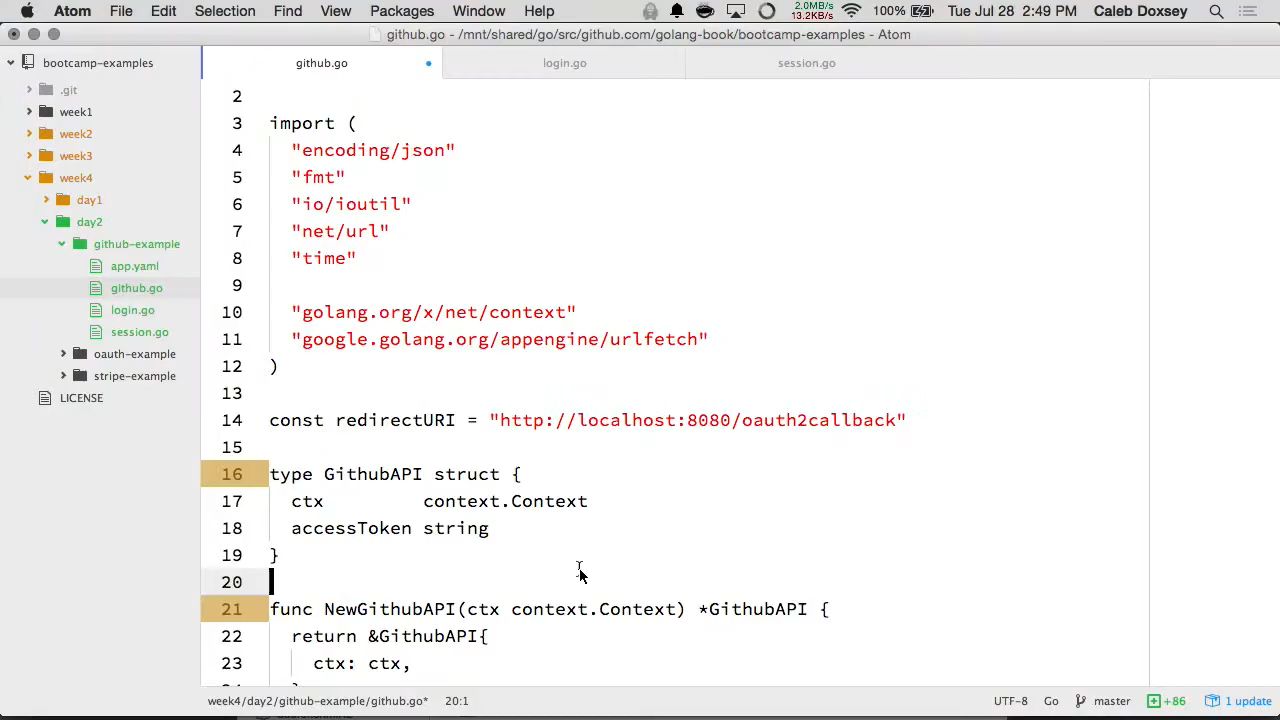 Atom File Edit Selection Find Packages Window Help 2.0MB/s 13.2KB/s 100% Tue Jul 28 2:49 PM Caleb Doxsey
github.go - /mnt/shared/go/src/github.com/golang-book/bootcamp-examples - Atom
bootcamp-examples
.git
week1
week2
week3
week4
day1
day2
github-example
app.yaml
github.go
login.go
session.go
oauth-example
stripe-example
LICENSE
github.go login.go session.go
2
3 import (
4 "encoding/json"
5 "fmt"
6 "io/ioutil"
7 "net/url"
8 "time"
9
10 "golang.org/x/net/context"
11 "google.golang.org/appengine/urlfetch"
12 )
13
14 const redirectURI = "http://localhost:8080/oauth2callback"
15
16 type GithubAPI struct {
17 ctx context.Context
18 accessToken string
19 }
20
21 func NewGithubAPI(ctx context.Context) *GithubAPI {
22 return &GithubAPI{
23 ctx: ctx,
week4/day2/github-example/github.go* 20:1 UTF-8 Go master +86 1 update